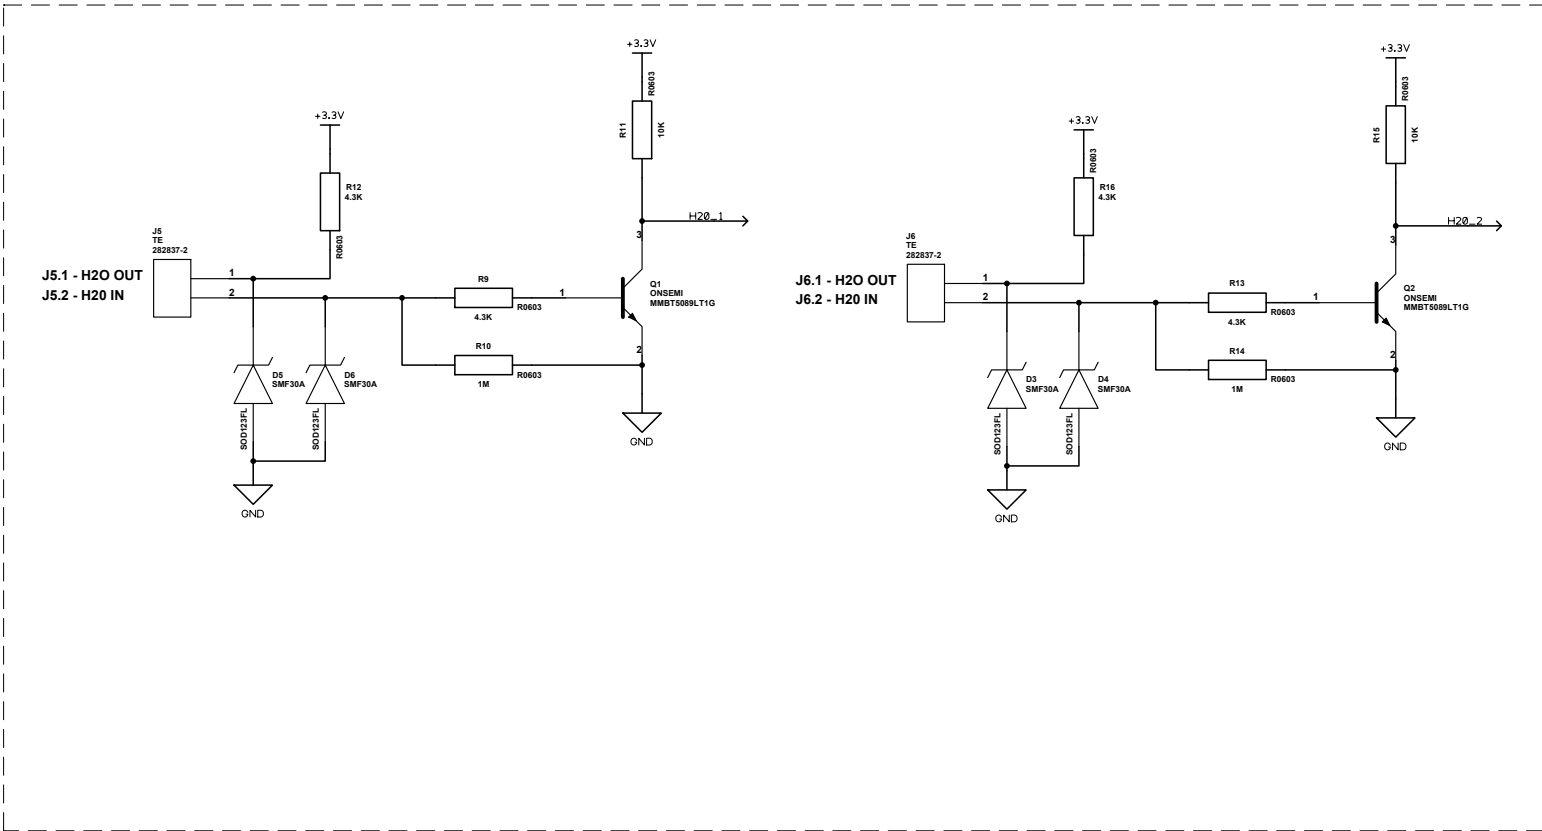 +3.3V
R0603
R11
10K
+3.3V
R12
4.3K
R0603
H20_1
J5
TE
282837-2
J5.1 - H2O OUT
J5.2 - H20 IN
1
2
R9
4.3K
R0603
1
3
Q1
ONSEMI
MMBT5089LT1G
2
R10
1M
R0603
D5
SMF30A
SOD123FL
D6
SMF30A
SOD123FL
GND
GND
+3.3V
R0603
R15
10K
+3.3V
R0603
R16
4.3K
H20_2
J6
TE
282837-2
J6.1 - H2O OUT
J6.2 - H20 IN
1
2
R13
4.3K
R0603
1
3
Q2
ONSEMI
MMBT5089LT1G
2
R14
1M
R0603
D3
SMF30A
SOD123FL
D4
SMF30A
SOD123FL
GND
GND